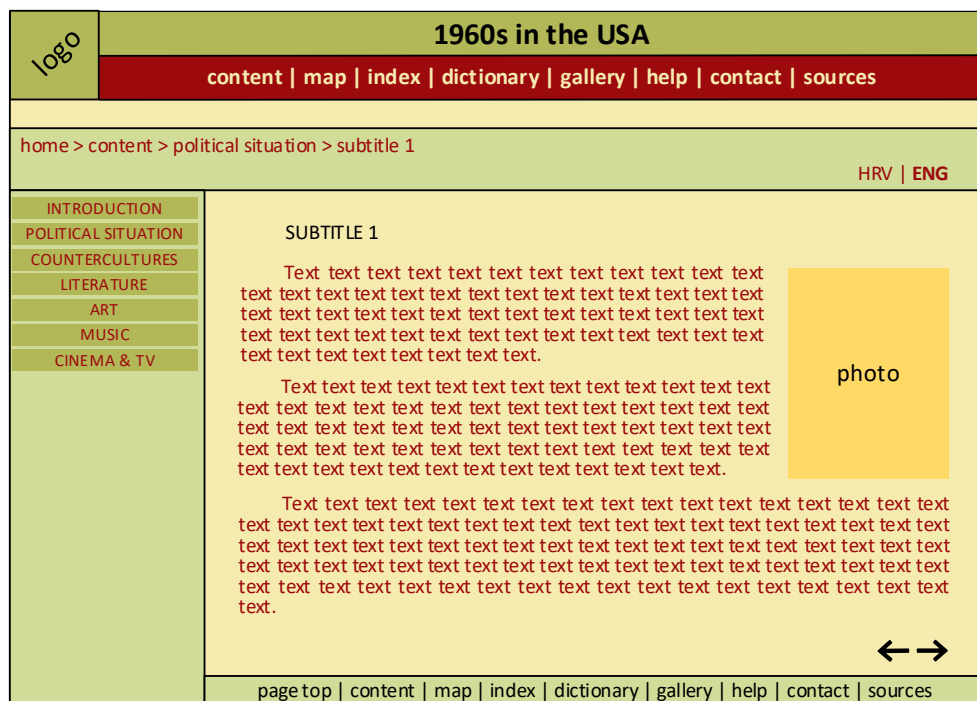 logo
1960s in the USA
content | map | index | dictionary | gallery | help | contact | sources
home > content > political situation > subtitle 1
HRV | ENG
INTRODUCTION
POLITICAL SITUATION
COUNTERCULTURES
LITERATURE
ART
MUSIC
CINEMA & TV
SUBTITLE 1
Text text text text text text text text text text text text
text text text text text text text text text text text text text text
text text text text text text text text text text text text text text
text text text text text text text text text text text text text text
text text text text text text text text.
Text text text text text text text text text text text text text
text text text text text text text text text text text text text text
text text text text text text text text text text text text text text
text text text text text text text text text text text text text text
text text text text text text text text text text text text text.
photo
Text text text text text text text text text text text text text text text text text
text text text text text text text text text text text text text text text text text text text
text text text text text text text text text text text text text text text text text text text
text text text text text text text text text text text text text text text text text text text
text text text text text text text text text text text text text text text text text text
text.
page top | content | map | index | dictionary | gallery | help | contact | sources